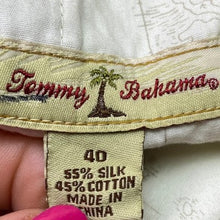 Tommy Bahama®
40
55% SILK
45% COTTON
MADE IN
CHINA